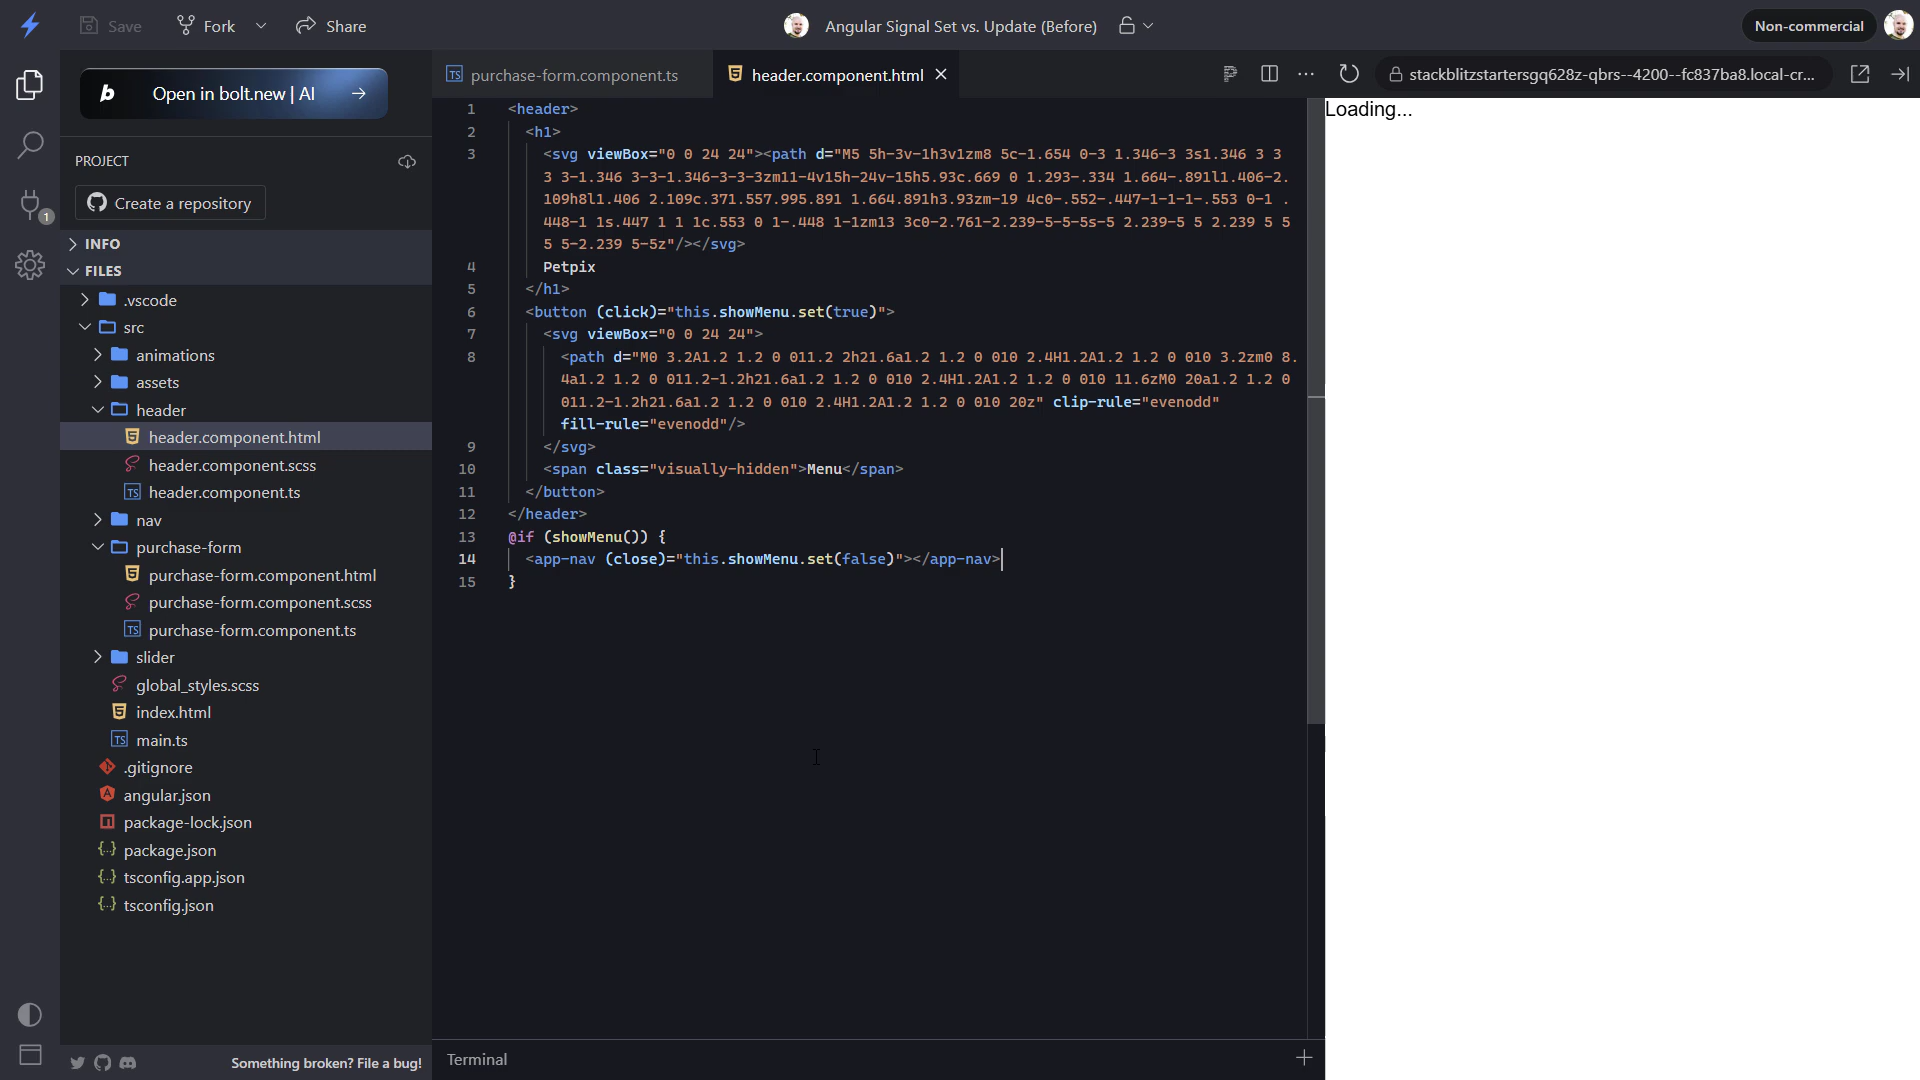 Save
Fork
Share
Angular Signal Set vs. Update (Before)
Non-commercial
b
Open in bolt.new | AI
PROJECT
Create a repository
1
INFO
FILES
.vscode
src
animations
assets
header
header.component.html
header.component.scss
header.component.ts
nav
purchase-form
purchase-form.component.html
purchase-form.component.scss
purchase-form.component.ts
slider
global_styles.scss
index.html
main.ts
.gitignore
angular.json
package-lock.json
package.json
tsconfig.app.json
tsconfig.json
Something broken? File a bug!
purchase-form.component.ts
header.component.html
stackblitzstartersgq628z-qbrs--4200--fc837ba8.local-cr...
1 <header>
2 <h1>
3 <svg viewBox="0 0 24 24"><path d="M5 5h-3v-1h3v1zm8 5c-1.654 0-3 1.346-3 3s1.346 3 3
3 3-1.346 3-3-1.346-3-3-3zm11-4v15h-24v-15h5.93c.669 0 1.293-.334 1.664-.891l1.406-2.
109h8l1.406 2.109c.371.557.995.891 1.664.891h3.93zm-19 4c0-.552-.447-1-1-1-.553 0-1 .
448-1 1s.447 1 1 1c.553 0 1-.448 1-1zm13 3c0-2.761-2.239-5-5-5s-5 2.239-5 5 2.239 5 5
5 5-2.239 5-5z"/></svg>
4 Petpix
5 </h1>
6 <button (click)="this.showMenu.set(true)">
7 <svg viewBox="0 0 24 24">
8 <path d="M0 3.2A1.2 1.2 0 011.2 2h21.6a1.2 1.2 0 010 2.4H1.2A1.2 1.2 0 010 3.2zm0 8.
4a1.2 1.2 0 011.2-1.2h21.6a1.2 1.2 0 010 2.4H1.2A1.2 1.2 0 010 11.6zM0 20a1.2 1.2 0
011.2-1.2h21.6a1.2 1.2 0 010 2.4H1.2A1.2 1.2 0 010 20z" clip-rule="evenodd"
fill-rule="evenodd"/>
9 </svg>
10 <span class="visually-hidden">Menu</span>
11 </button>
12 </header>
13 @if (showMenu()) {
14 <app-nav (close)="this.showMenu.set(false)"></app-nav>
15 }
Terminal
Loading...